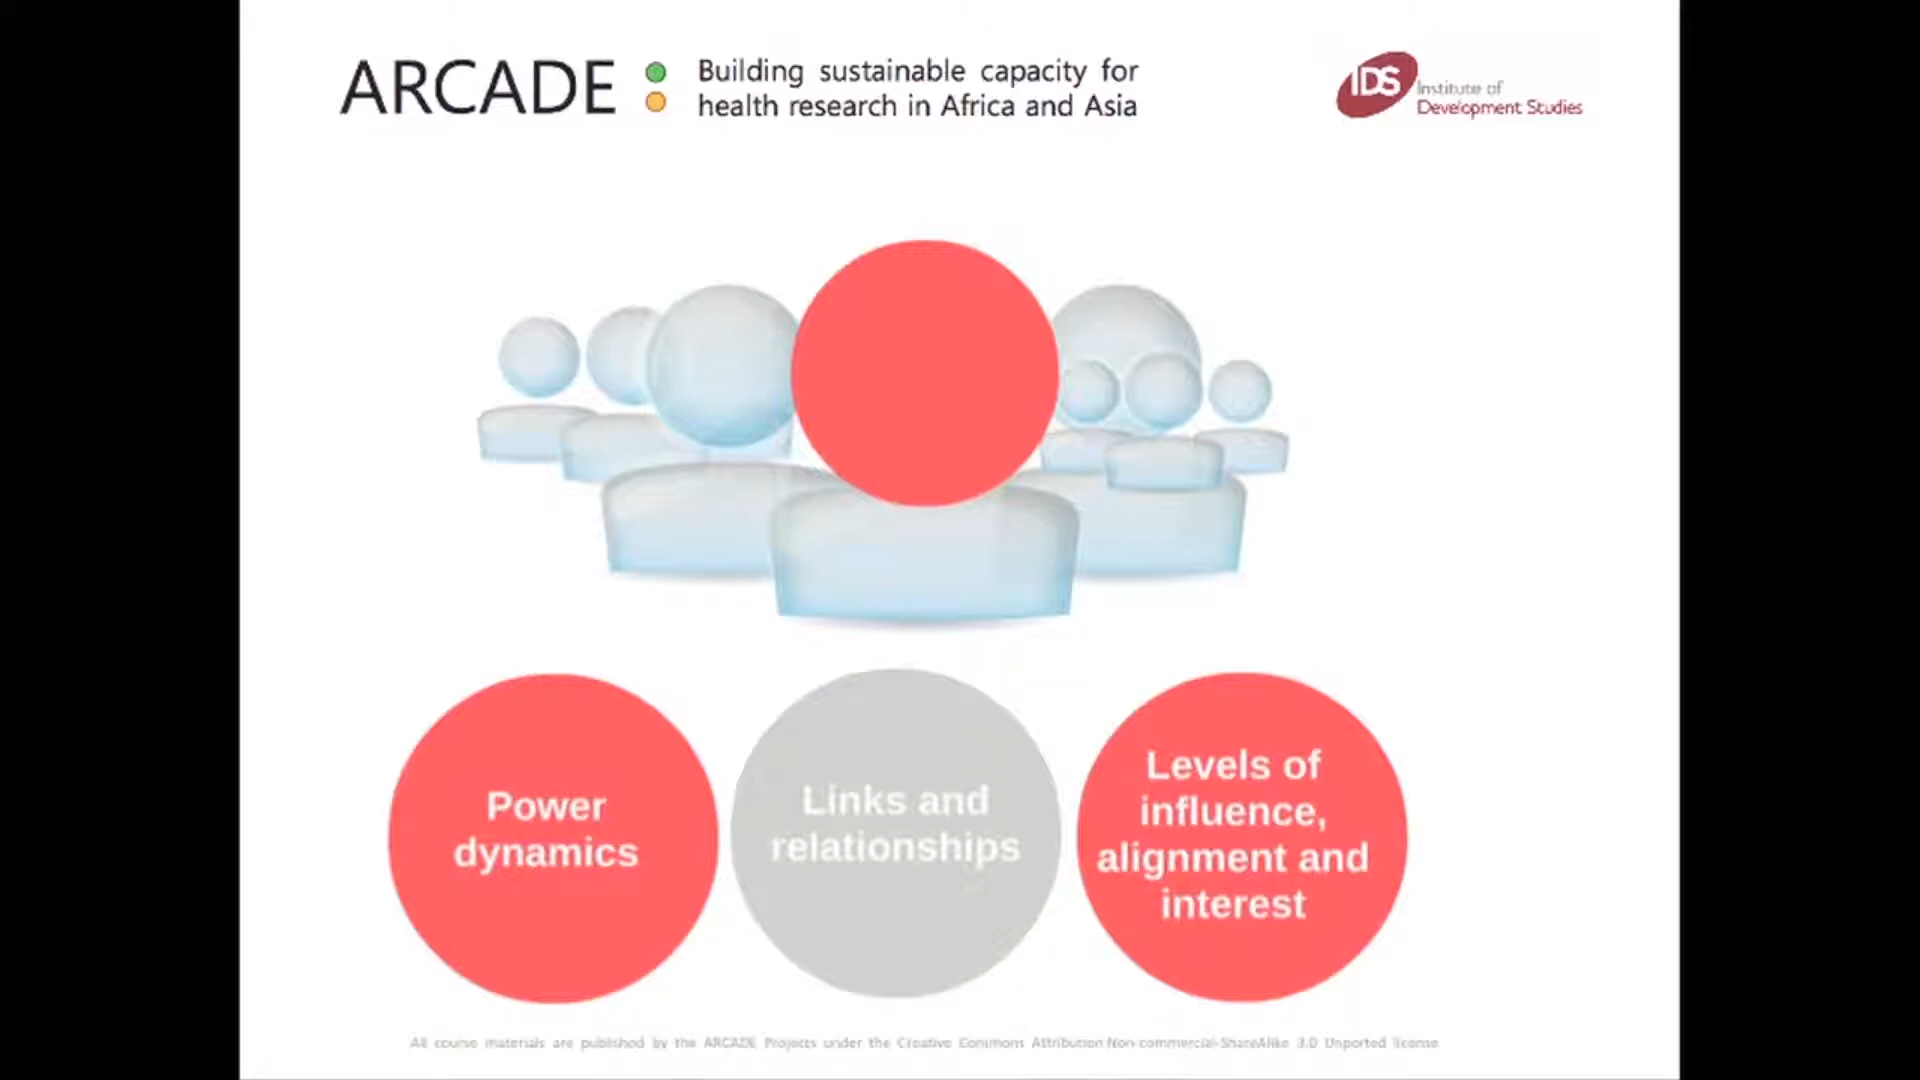 ARCADE
Building sustainable capacity for
health research in Africa and Asia
IDS
Institute of
Development Studies
Power
dynamics
Links and
relationships
Levels of
influence,
alignment and
interest
All course materials are published by the ARCADE Projects under the Creative Commons Attribution-Non-commercial-ShareAlike 3.0 Unported license